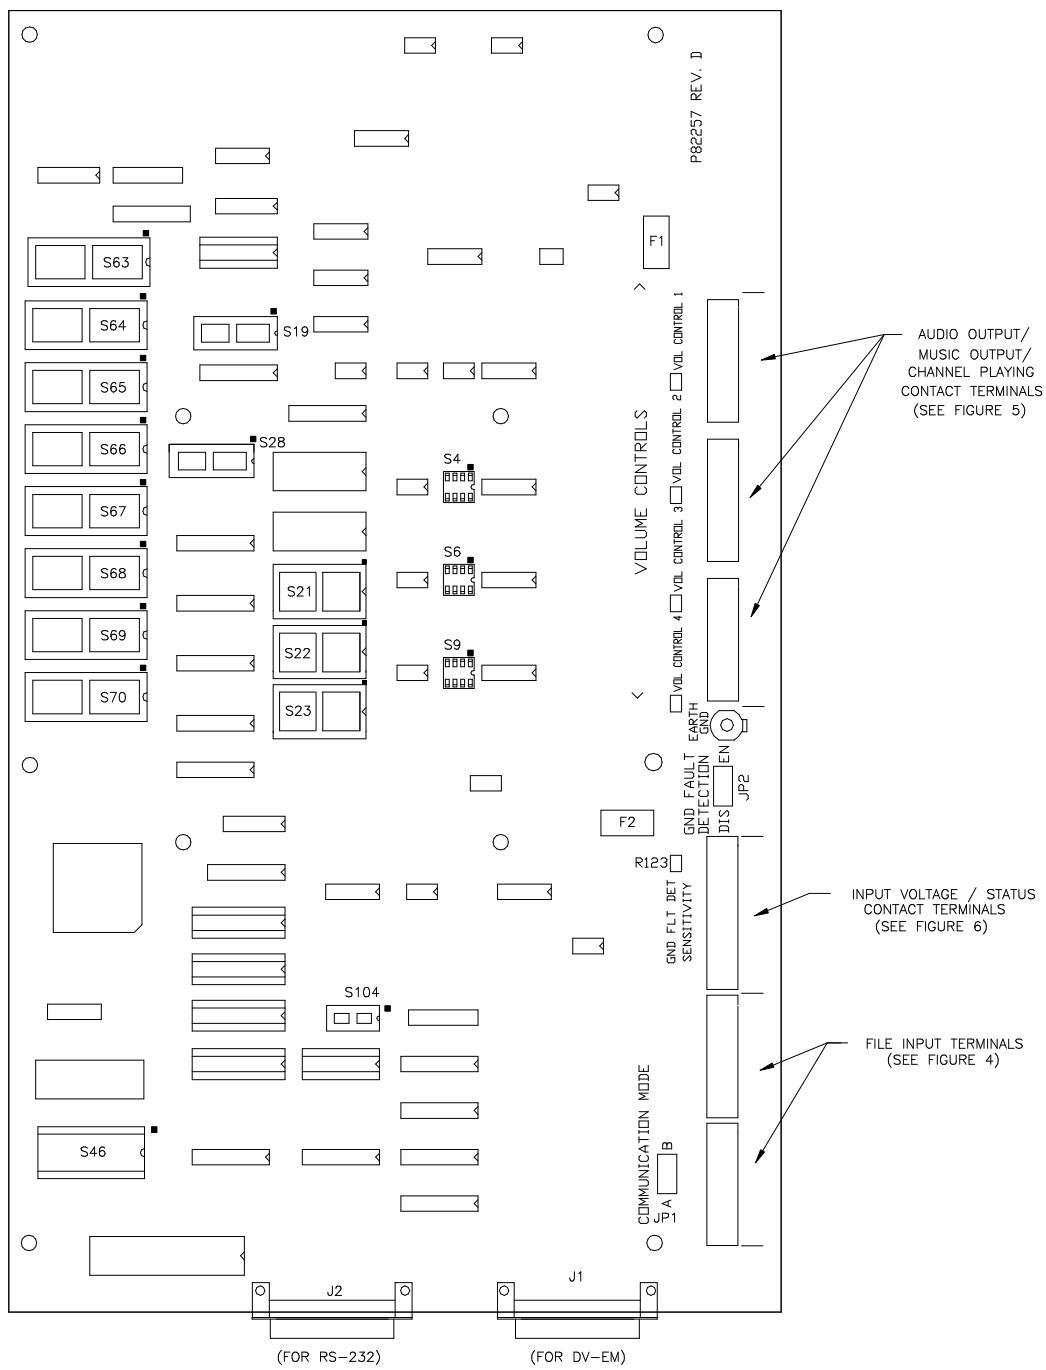 P82257 REV. D
F1
S63
S64
S19
VOL CONTROL 1
AUDIO OUTPUT/
MUSIC OUTPUT/
CHANNEL PLAYING
CONTACT TERMINALS
(SEE FIGURE 5)
S65
VOL CONTROL 2
S66
S28
S4
VOLUME CONTROLS
S67
VOL CONTROL 3
S68
S6
S21
S69
S22
S9
VOL CONTROL 4
S70
S23
EARTH
GND
GND FAULT
DETECTION
EN
JP2
DIS
F2
R123
GND FLT DET
SENSITIVITY
INPUT VOLTAGE / STATUS
CONTACT TERMINALS
(SEE FIGURE 6)
S104
FILE INPUT TERMINALS
(SEE FIGURE 4)
COMMUNICATION MODE
S46
B
A
JP1
J2
J1
(FOR RS-232)
(FOR DV-EM)